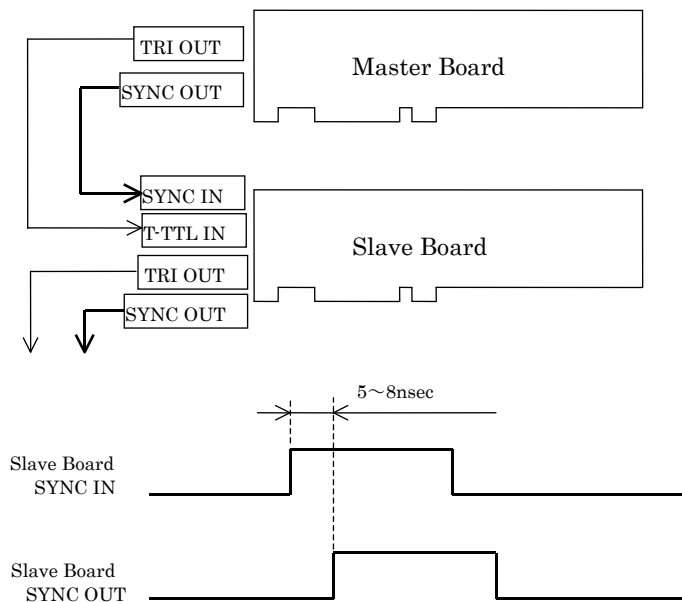 TRI OUT
Master Board
SYNC OUT
SYNC IN
T-TTL IN
Slave Board
TRI OUT
SYNC OUT
5～8nsec
Slave Board
SYNC IN
Slave Board
SYNC OUT